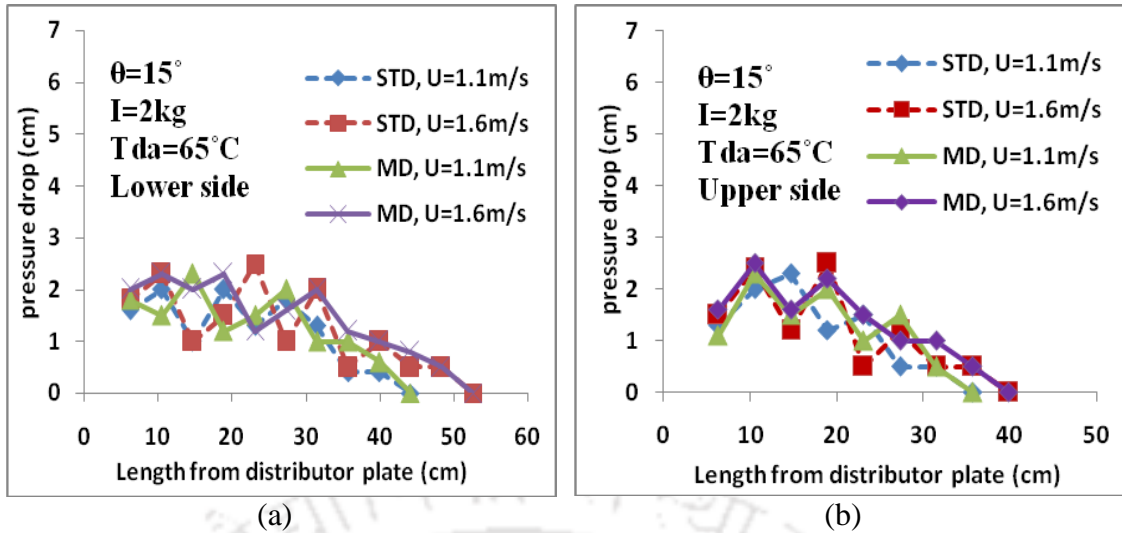 7
6
5
4
3
2
1
0
pressure drop (cm)
θ=15°
I=2kg
Tda=65°C
Lower side
STD, U=1.1m/s
STD, U=1.6m/s
MD, U=1.1m/s
MD, U=1.6m/s
0 10 20 30 40 50 60
Length from distributor plate (cm)
(a)
7
6
5
4
3
2
1
0
pressure drop (cm)
θ=15°
I=2kg
Tda=65°C
Upper side
STD, U=1.1m/s
STD, U=1.6m/s
MD, U=1.1m/s
MD, U=1.6m/s
0 10 20 30 40 50
Length from distributor plate (cm)
(b)